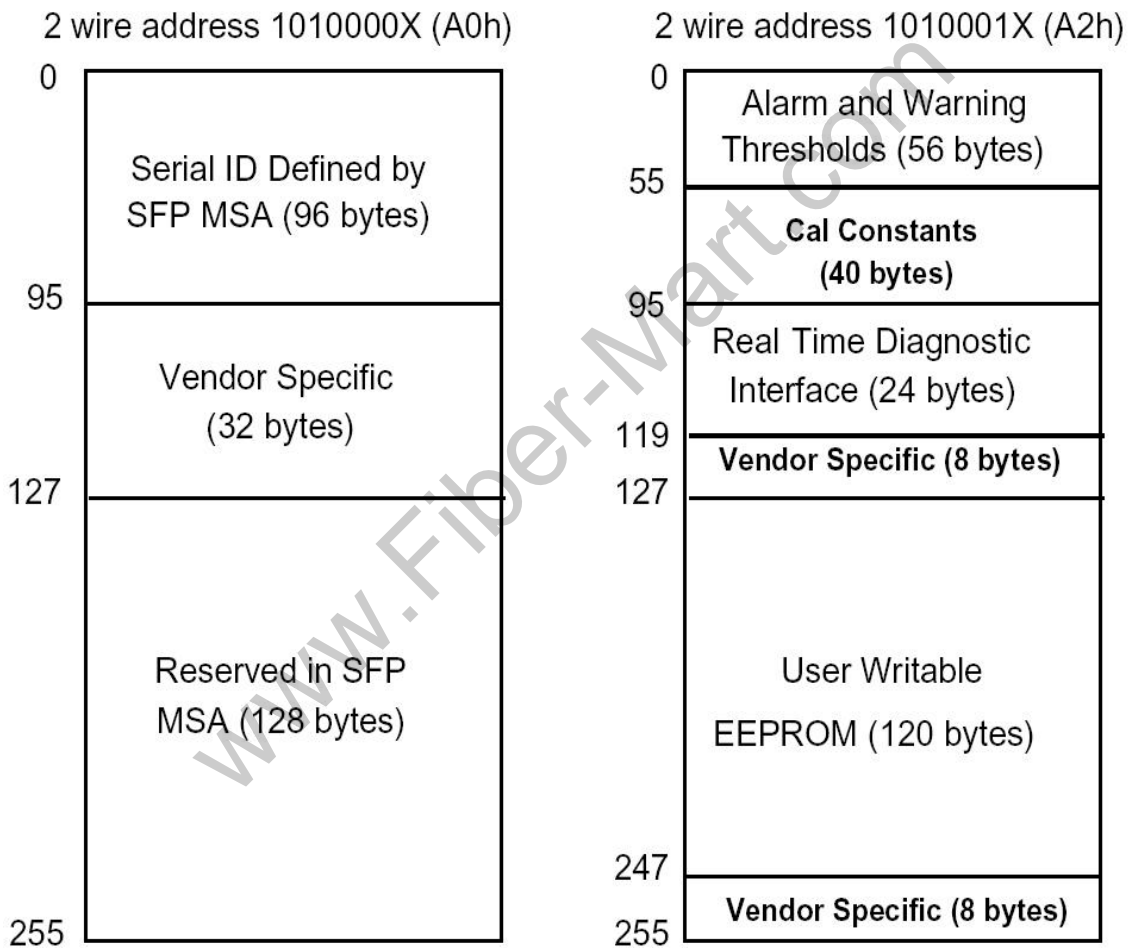 2 wire address 1010000X (A0h)
0
Serial ID Defined by
SFP MSA (96 bytes)
95
Vendor Specific
(32 bytes)
127
Reserved in SFP
MSA (128 bytes)
255
2 wire address 1010001X (A2h)
0
Alarm and Warning
Thresholds (56 bytes)
55
Cal Constants
(40 bytes)
95
Real Time Diagnostic
Interface (24 bytes)
119
Vendor Specific (8 bytes)
127
User Writable
EEPROM (120 bytes)
247
Vendor Specific (8 bytes)
255
www.Fiber-Mart.com